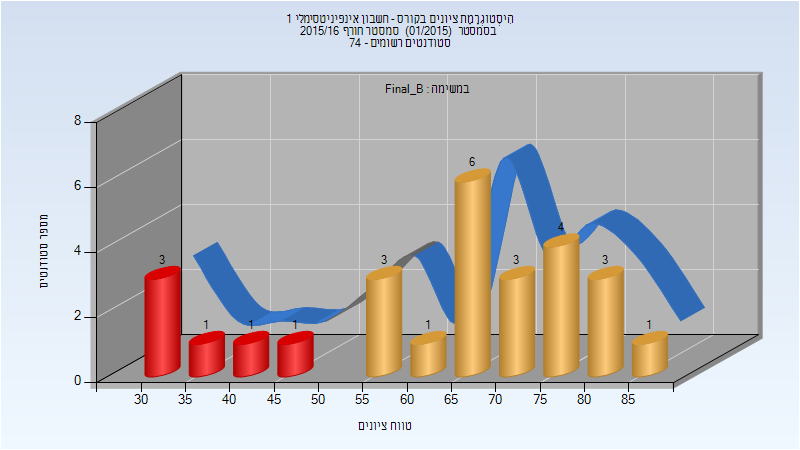 היסטוגרמת ציונים בקורס - חשבון אינפיניטסימלי 1
בסמסטר (01/2015) סמסטר חורף 2015/16
סטודנטים רשומים - 74
במשימה : Final_B
מספר סטודנטים
8
6
4
2
0
3
1
1
1
3
1
6
3
4
3
1
30 35 40 45 50 55 60 65 70 75 80 85
טווח ציונים